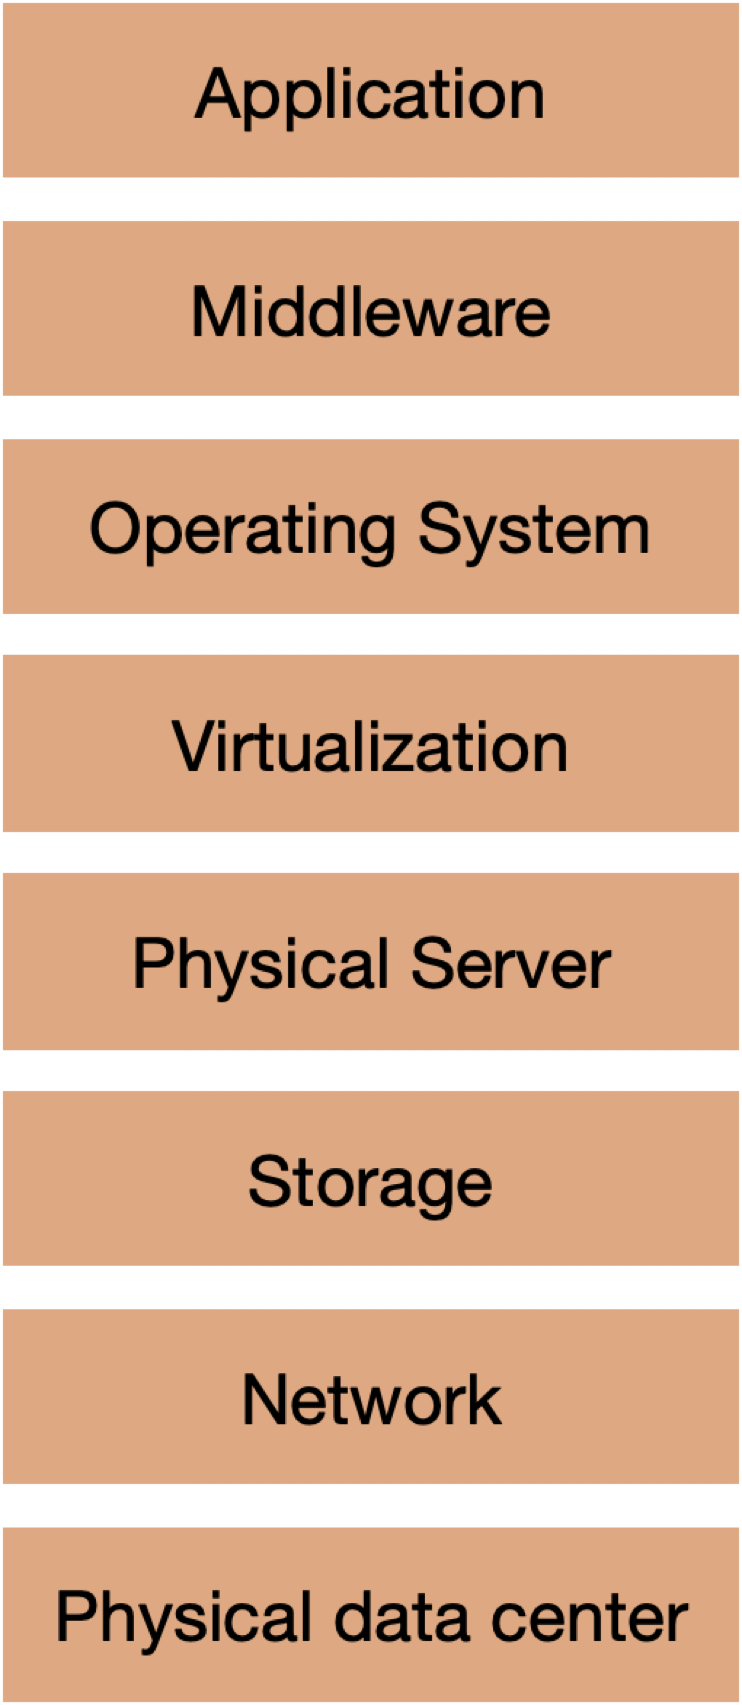 Application
Middleware
Operating System
Virtualization
Physical Server
Storage
Network
Physical data center